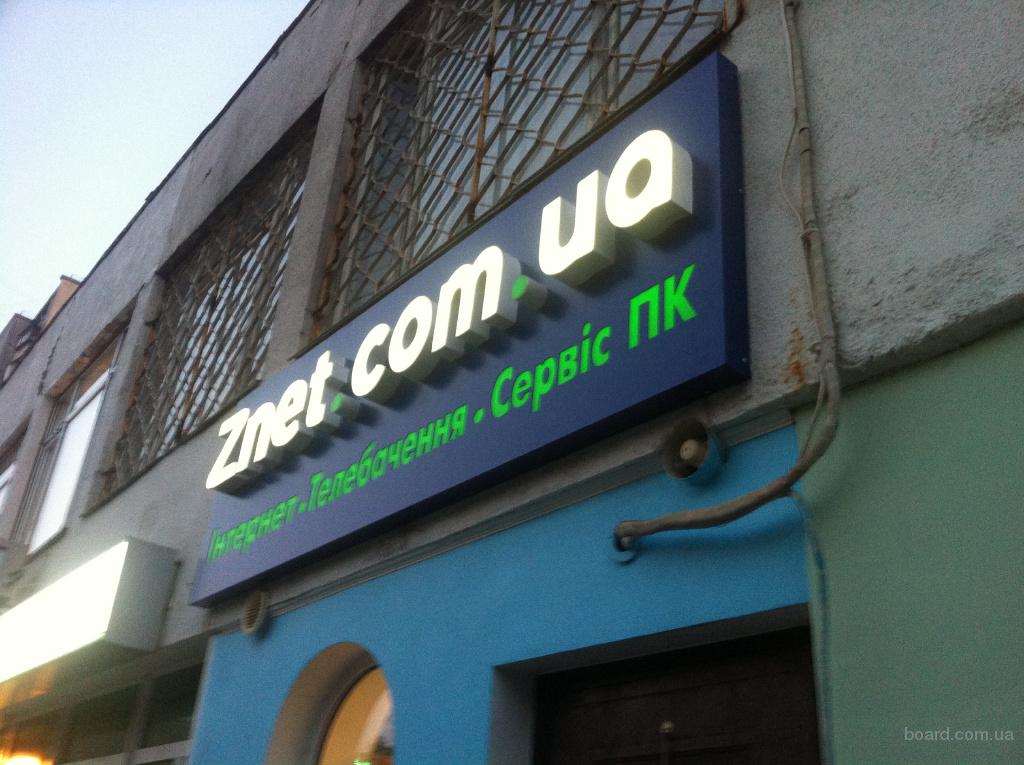 Znet.com.ua
Інтернет • Телебачення • Сервіс ПК
board.com.ua